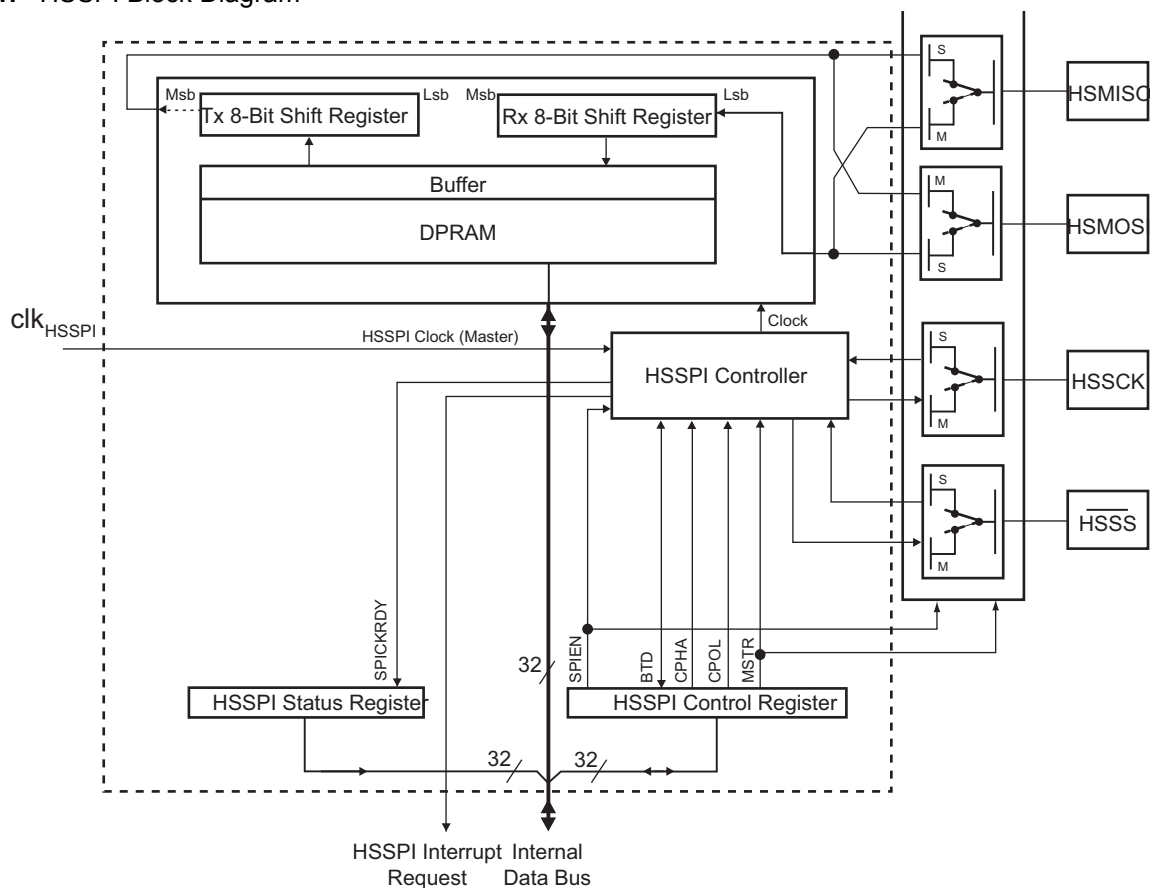 HSSPI Block Diagram
S
M
HSMISO
Msb
Lsb
Msb
Lsb
Tx 8-Bit Shift Register
Rx 8-Bit Shift Register
Buffer
DPRAM
M
S
HSMOS
clkHSSPI
HSSPI Clock (Master)
Clock
HSSPI Controller
S
M
HSSCK
S
M
HSSS
SPICKRDY
32
SPIEN
BTD
CPHA
CPOL
MSTR
HSSPI Status Register
HSSPI Control Register
32
32
HSSPI Interrupt
Request
Internal
Data Bus